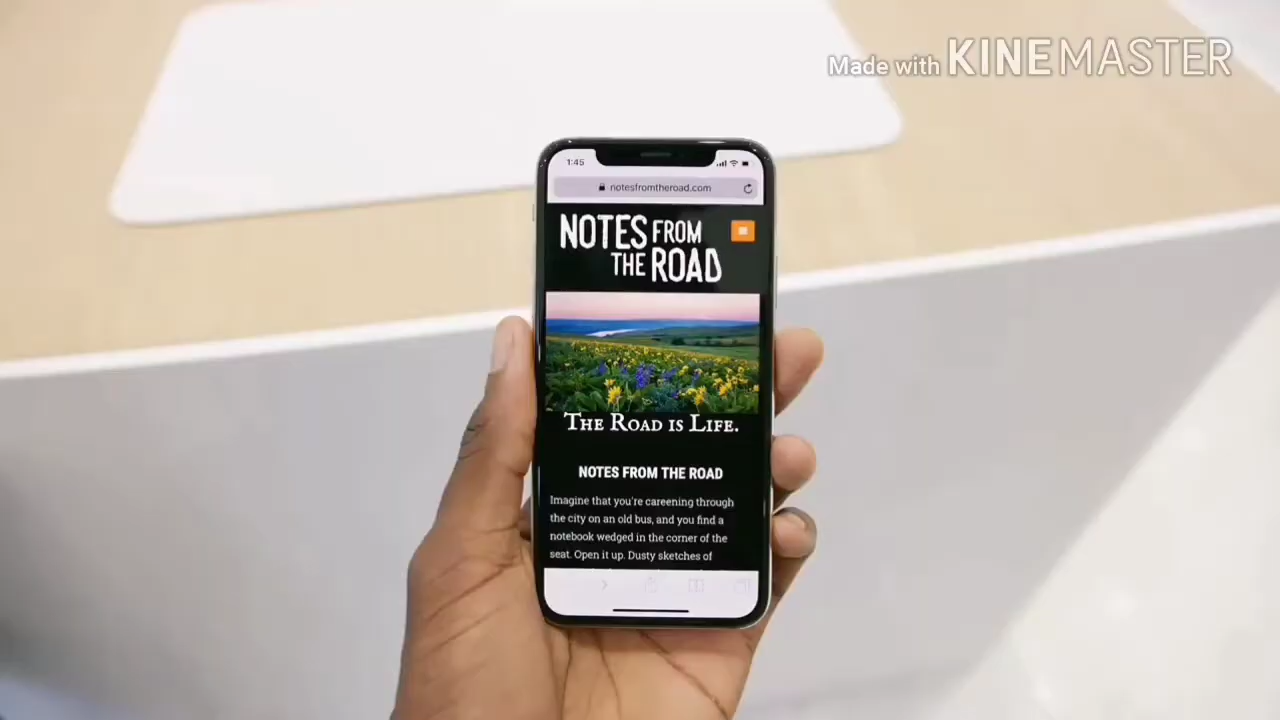 Made with KINEMASTER
1:45
notesfromtheroad.com
NOTES FROM
THE ROAD
THE ROAD IS LIFE.
NOTES FROM THE ROAD
Imagine that you're careening through
the city on an old bus, and you find a
notebook wedged in the corner of the
seat. Open it up. Dusty sketches of